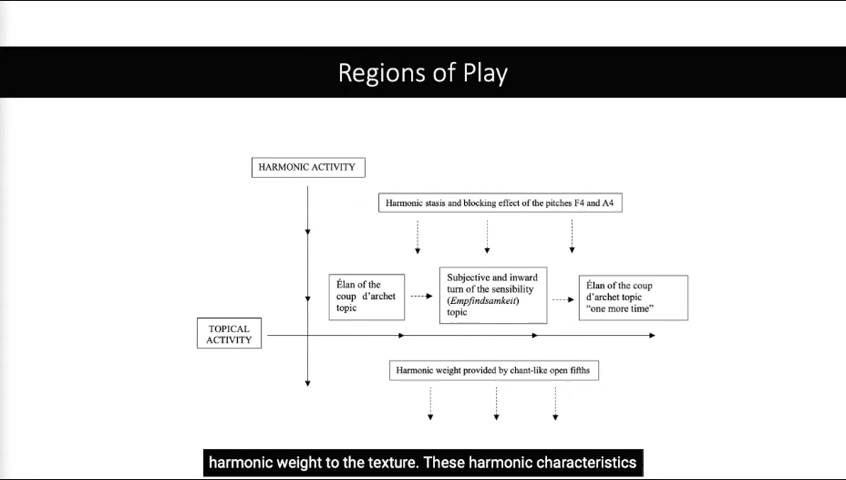 Regions of Play
HARMONIC ACTIVITY
Harmonic stasis and blocking effect of the pitches F4 and A4
Élan of the
coup d'archet
topic
Subjective and inward
turn of the sensibility
(Empfindsamkeit)
topic
Élan of the coup
d'archet topic
"one more time"
TOPICAL
ACTIVITY
Harmonic weight provided by chant-like open fifths
harmonic weight to the texture. These harmonic characteristics